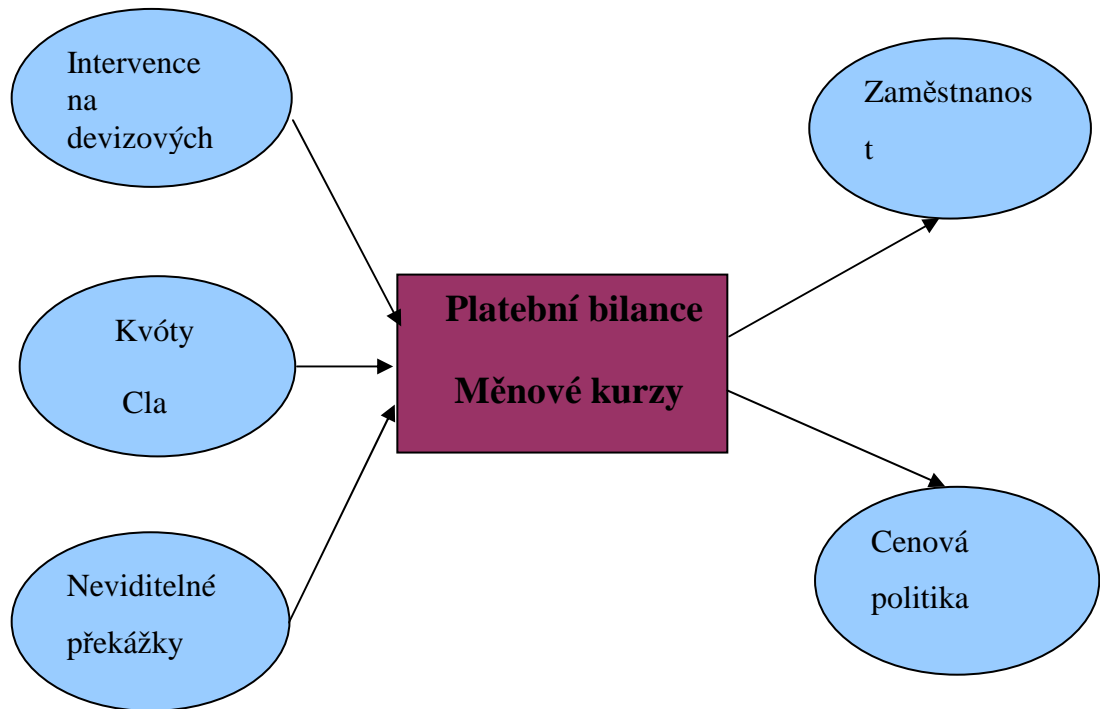 Intervence
na
devizových
Kvóty
Cla
Neviditelné
překážky
Platební bilance
Měnové kurzy
Zaměstnanos
t
Cenová
politika